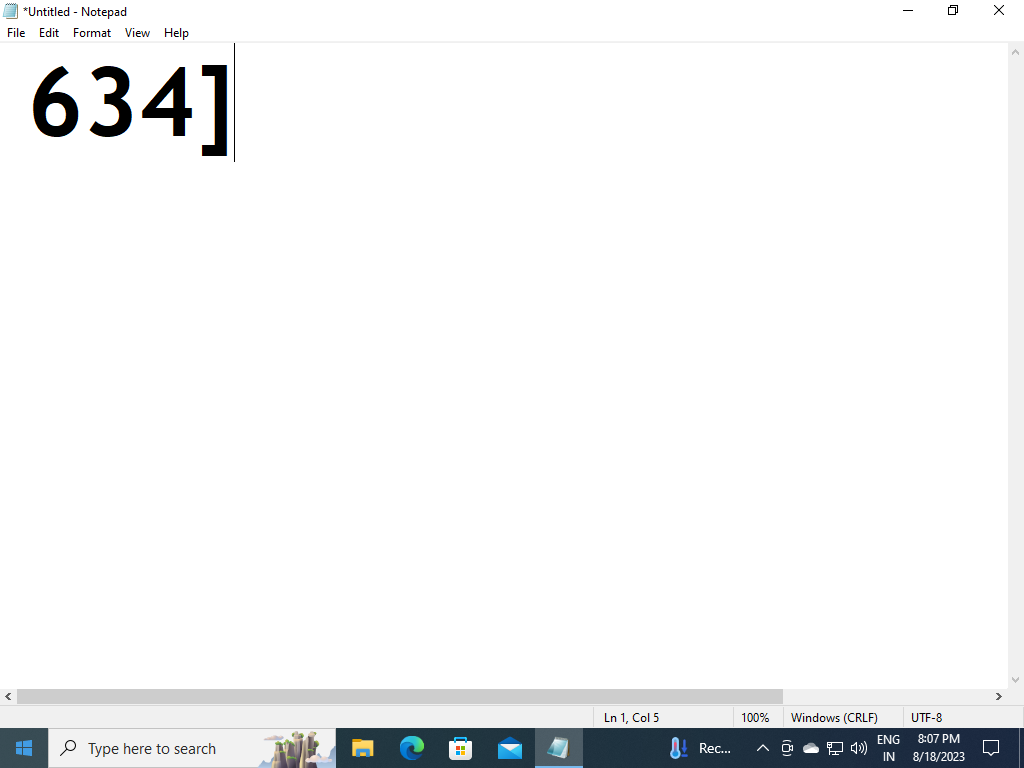 *Untitled - Notepad
File Edit Format View Help
634]
Ln 1, Col 5 100% Windows (CRLF) UTF-8
Type here to search
Rec...
ENG
IN
8:07 PM
8/18/2023